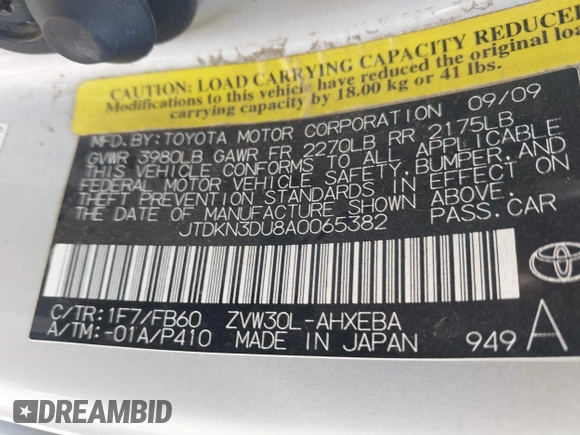 CAUTION: LOAD CARRYING CAPACITY REDUCED
Modifications to this vehicle have reduced the original load
carrying capacity by 18.00 kg or 41 lbs.
MFD. BY: TOYOTA MOTOR CORPORATION 09/09
GVWR 3980LB GAWR FR 2270LB RR 2175LB
THIS VEHICLE CONFORMS TO ALL APPLICABLE
FEDERAL MOTOR VEHICLE SAFETY, BUMPER, AND
THEFT PREVENTION STANDARDS IN EFFECT ON
THE DATE OF MANUFACTURE SHOWN ABOVE.
JTDKN3DU8A0065382 PASS. CAR
C/TR: 1F7/FB60 ZVW30L-AHXEBA
A/TM: -01A/P410 MADE IN JAPAN 949 A
TOYOTA
DREAMBID